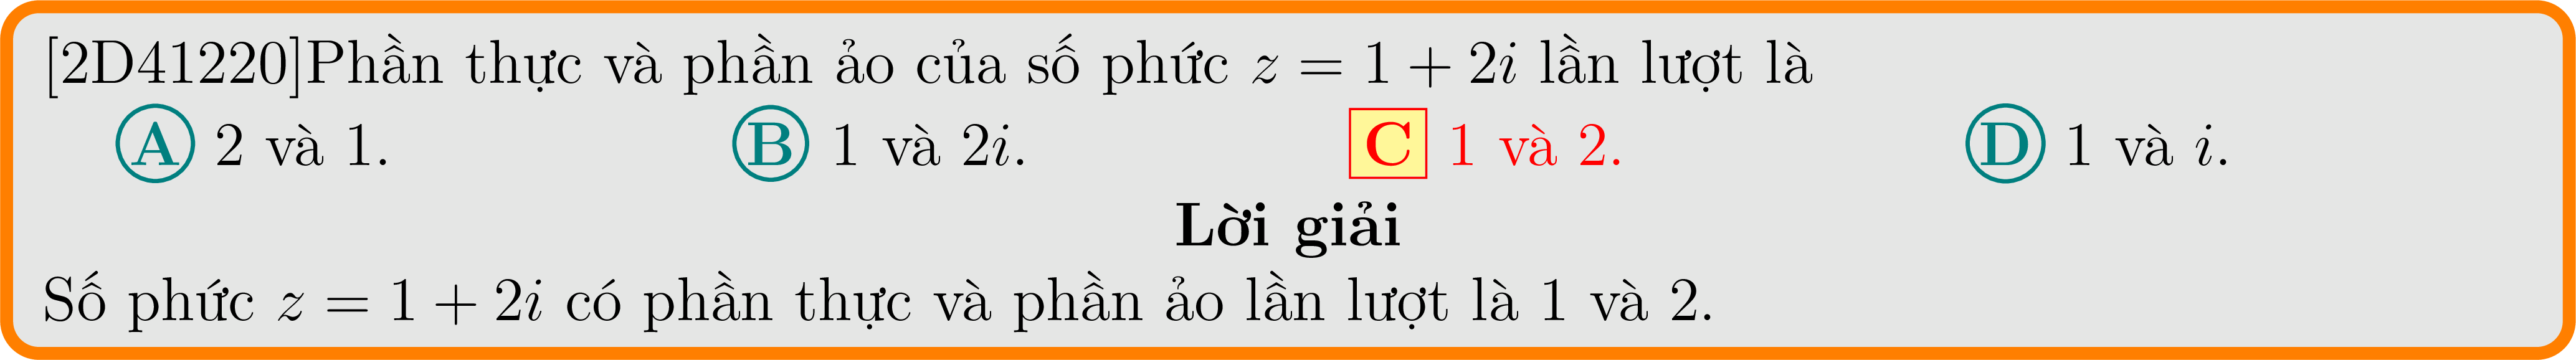 [2D41220]Phần thực và phần ảo của số phức z = 1 + 2i lần lượt là
A 2 và 1. B 1 và 2i. C 1 và 2. D 1 và i.
Lời giải
Số phức z = 1 + 2i có phần thực và phần ảo lần lượt là 1 và 2.